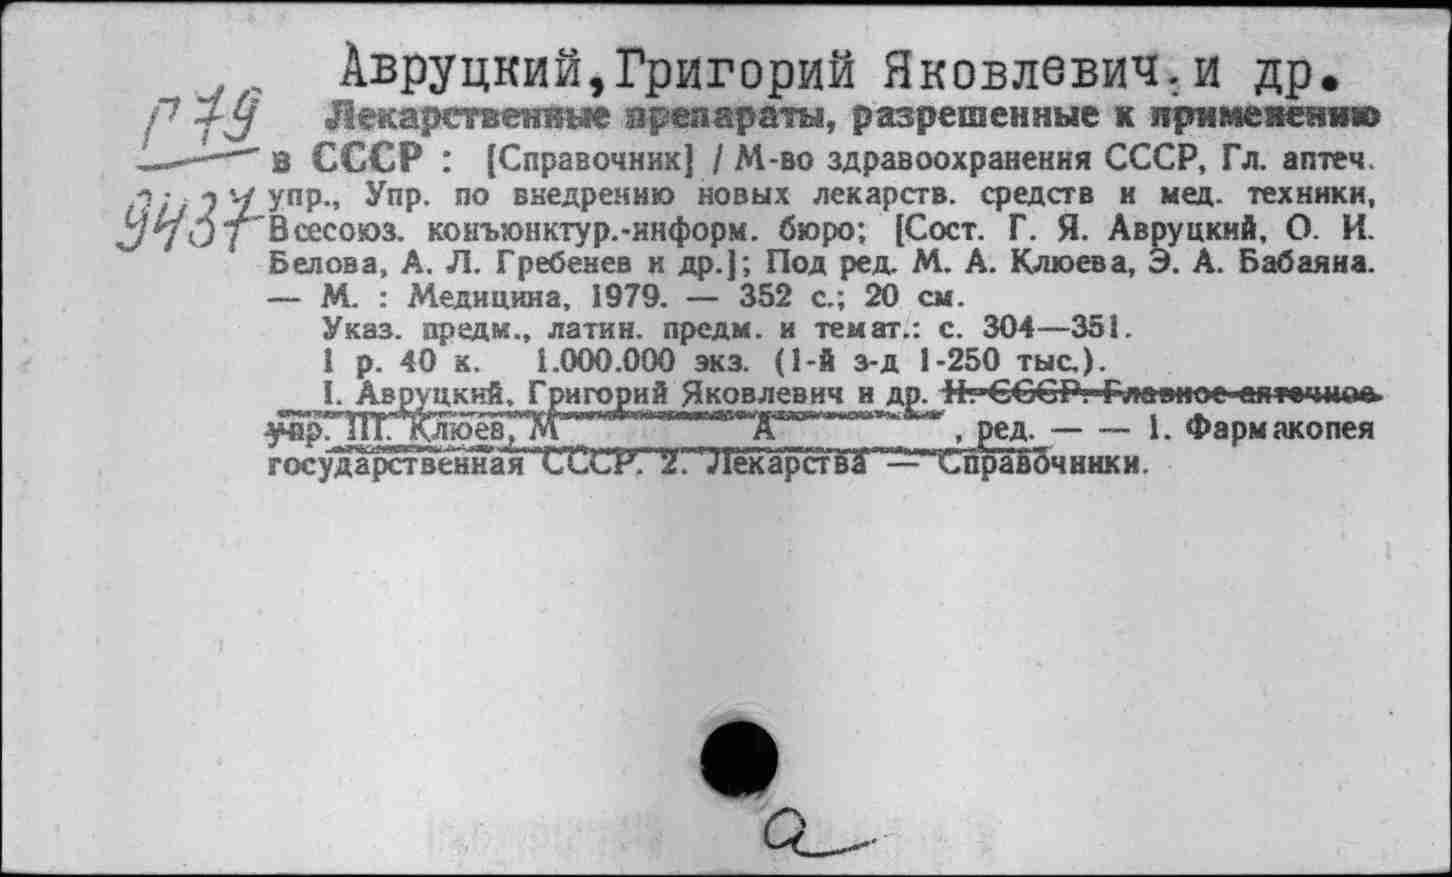 Авруцкий,Григорий Яковлевич.и др.
Р49 Лекарственные препараты, разрешенные к применению
в СССР : [Справочник] / М-во здравоохранения СССР, Гл. аптеч.
упр., Упр. по внедрению новых лекарств. средств и мед. техники,
Всесоюз. конъюнктур.-информ. бюро; [Сост. Г. Я. Авруцкий, О. И.
Белова, А. Л. Гребенев и др.]; Под ред. М. А. Клюева, Э. А. Бабаяна.
— М. : Медицина, 1979. — 352 с.; 20 см.
Указ. предм., латин. предм. и темат.: с. 304—351.
1 р. 40 к. 1.000.000 экз. (1-й з-д 1-250 тыс.).
I. Авруцкий, Григорий Яковлевич и др. II. СССР. Главное аптечное
упр. III. Клюев, М А , ред. — — 1. Фармакопея
государственная СССР. 2. Лекарства — Справочники.